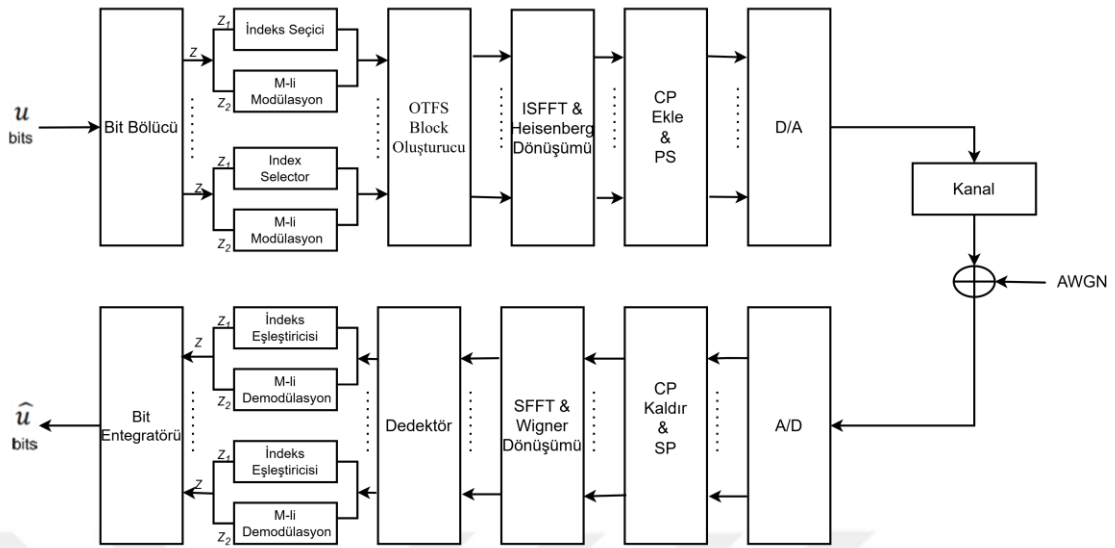 u
bits
Bit Bölücü
Z
Z1
İndeks Seçici
Z2
M-li
Modülasyon
Z
Z1
Index
Selector
Z2
M-li
Modülasyon
OTFS
Block
Oluşturucu
ISFFT &
Heisenberg
Dönüşümü
CP
Ekle
&
PS
D/A
Kanal
AWGN
A/D
CP
Kaldır
&
SP
SFFT &
Wigner
Dönüşümü
Dedektör
İndeks
Eşleştiricisi
Z1
Z
M-li
Demodülasyon
Z2
İndeks
Eşleştiricisi
Z1
Z
M-li
Demodülasyon
Z2
Bit
Entegratörü
û
bits